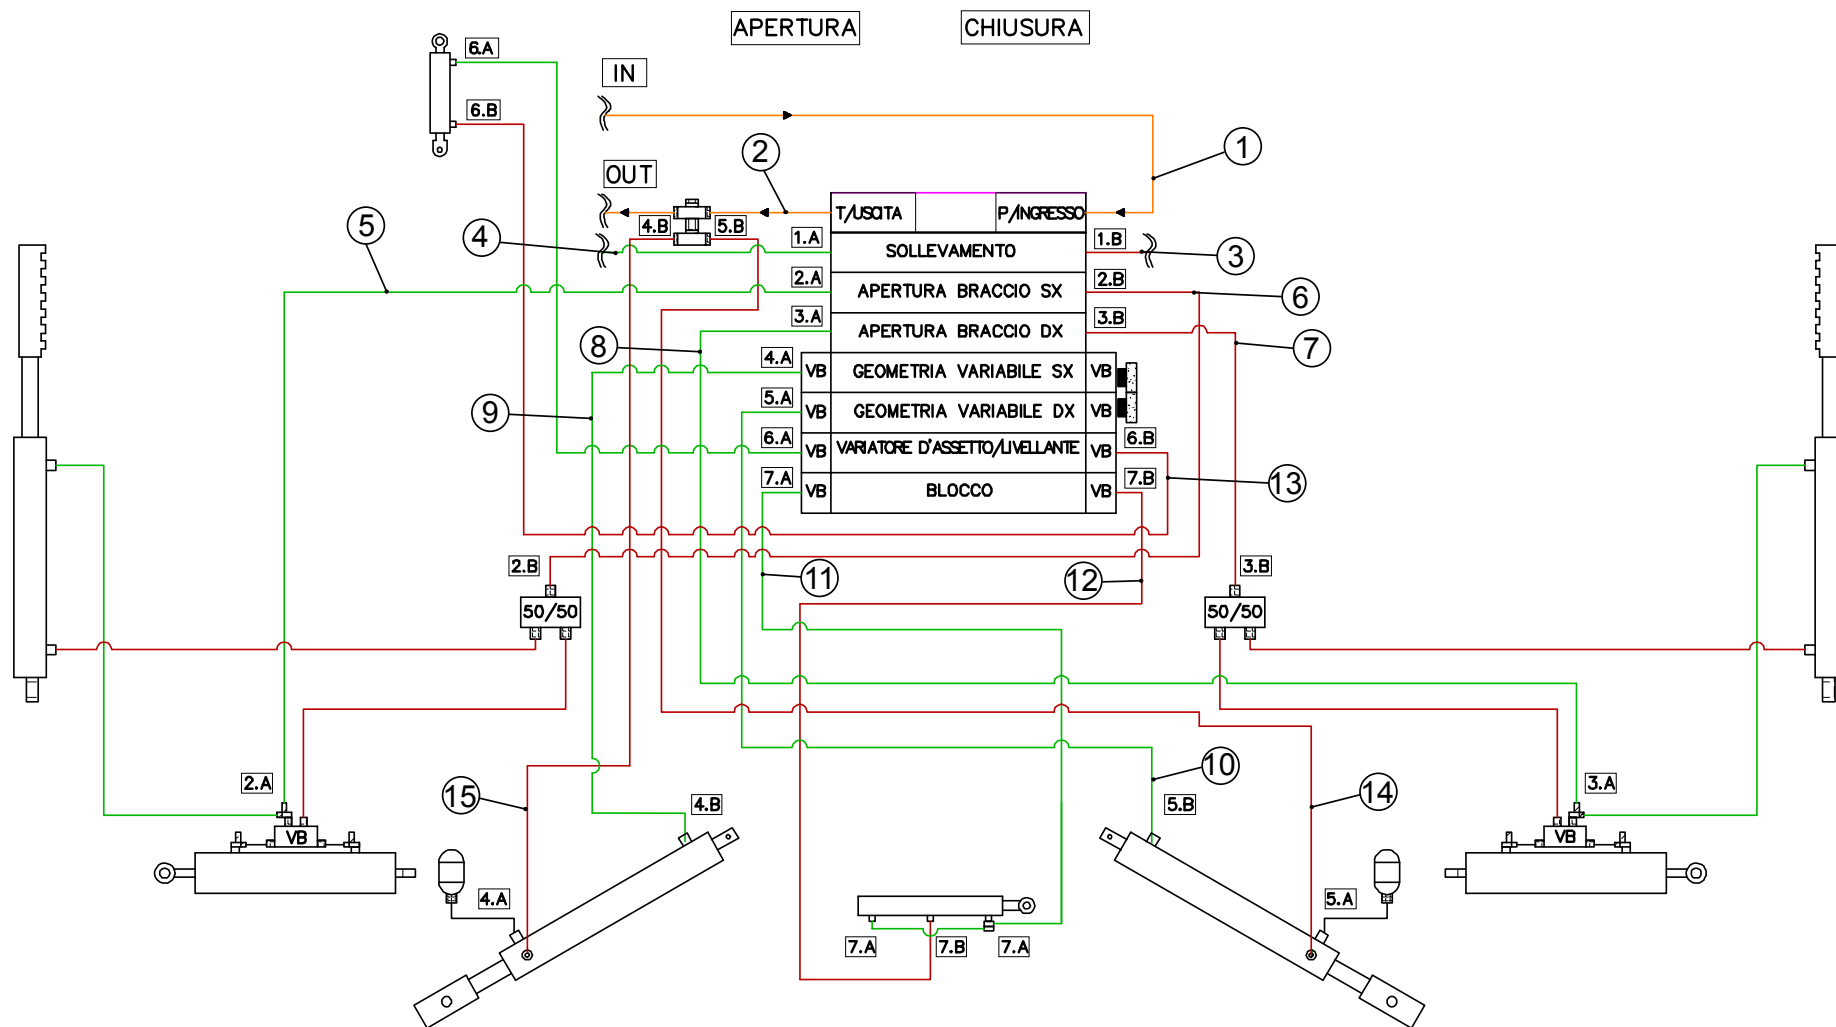 APERTURA CHIUSURA
6.A
IN
6.B
1
2
OUT
5
4
T/USCITA P/INGRESSO
4.B 5.B
1.A SOLLEVAMENTO 1.B
3
2.A APERTURA BRACCIO SX 2.B
6
3.A APERTURA BRACCIO DX 3.B
8
7
4.A VB GEOMETRIA VARIABILE SX VB
9
5.A VB GEOMETRIA VARIABILE DX VB
6.A VB VARIATORE D'ASSETTO/LIVELLANTE VB 6.B
7.A VB BLOCCO VB 7.B
13
2.B
11
12
3.B
50/50
50/50
2.A
15
4.B
10
5.B
14
3.A
VB
VB
4.A
5.A
7.A 7.B 7.A